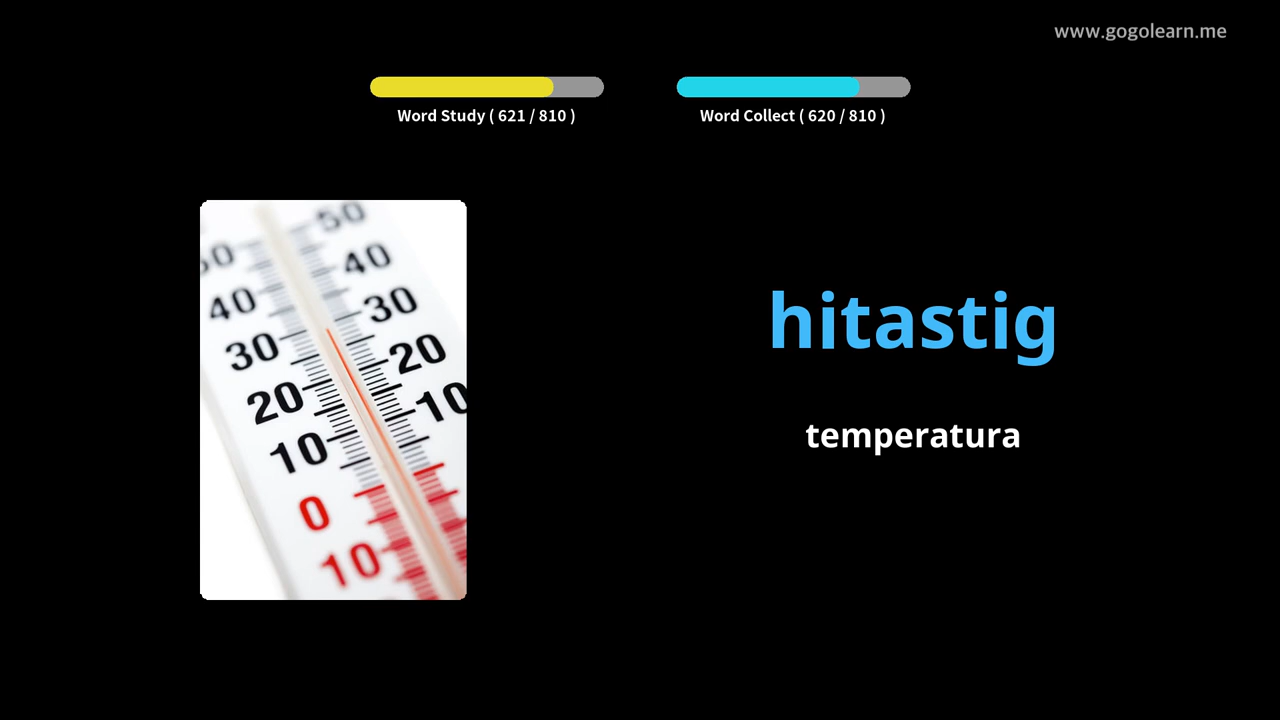 www.gogolearn.me
Word Study ( 621 / 810 )
Word Collect ( 620 / 810 )
50
40
30
20
10
40
30
20
10
0
10
hitastig
temperatura